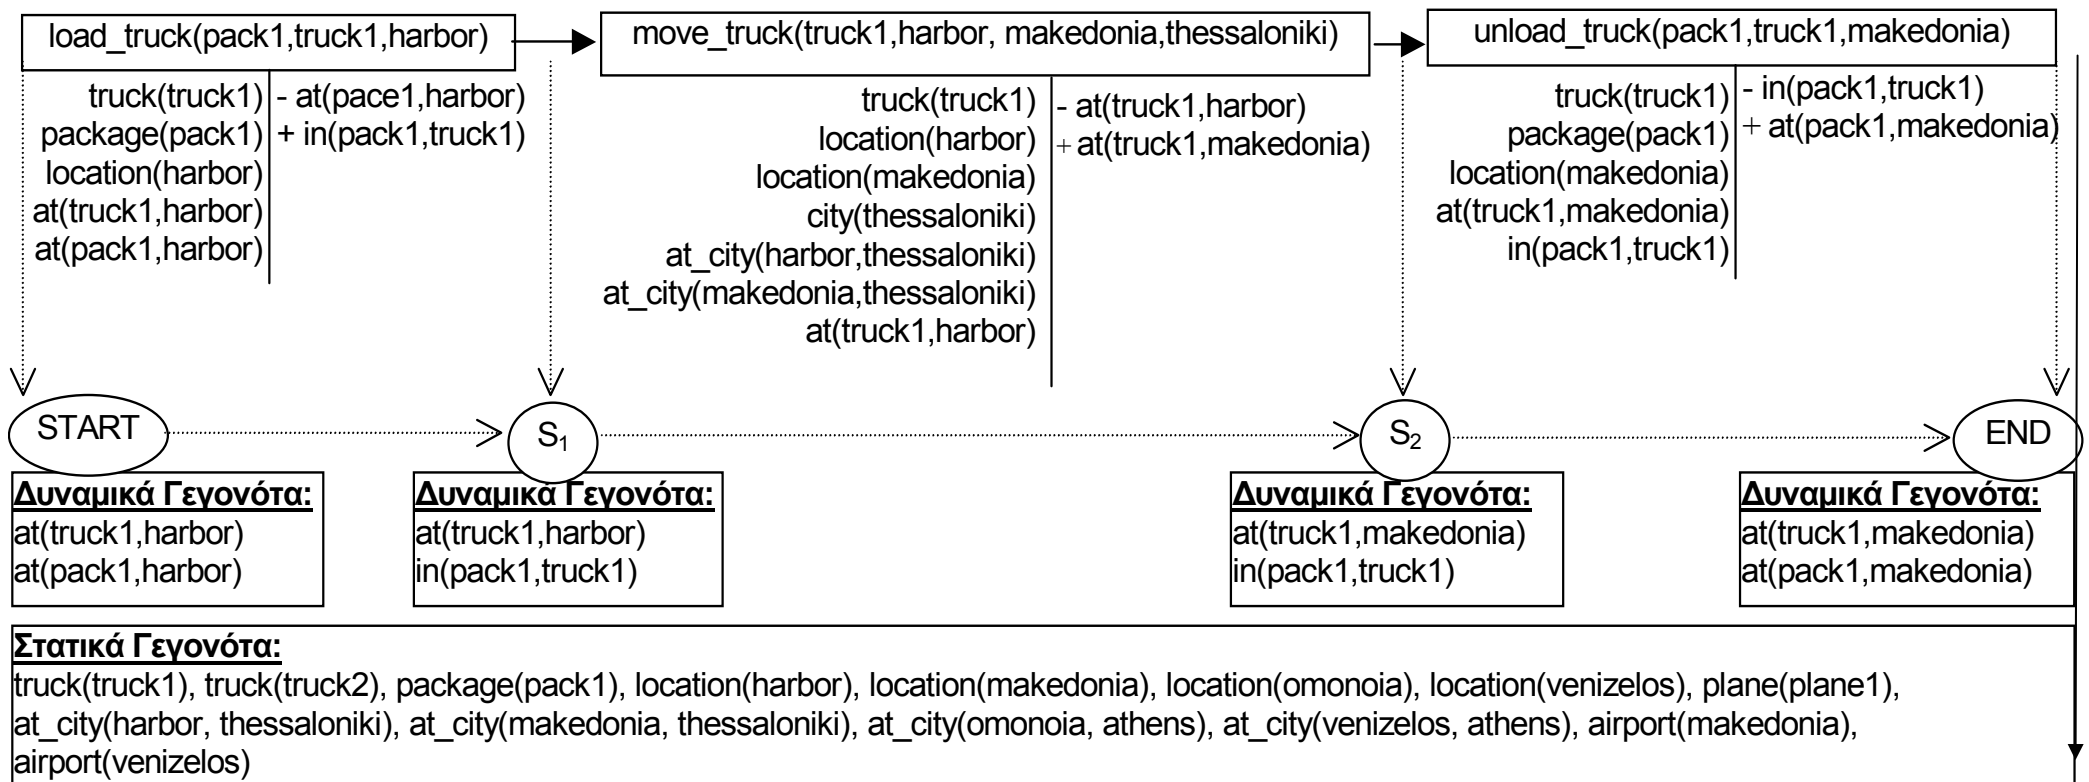 load_truck(pack1,truck1,harbor)
truck(truck1)
package(pack1)
location(harbor)
at(truck1,harbor)
at(pack1,harbor)
- at(pace1,harbor)
+ in(pack1,truck1)
move_truck(truck1,harbor, makedonia,thessaloniki)
truck(truck1)
location(harbor)
location(makedonia)
city(thessaloniki)
at_city(harbor,thessaloniki)
at_city(makedonia,thessaloniki)
at(truck1,harbor)
- at(truck1,harbor)
+ at(truck1,makedonia)
unload_truck(pack1,truck1,makedonia)
truck(truck1)
package(pack1)
location(makedonia)
at(truck1,makedonia)
in(pack1,truck1)
- in(pack1,truck1)
+ at(pack1,makedonia)
START
S₁
S₂
END
Δυναμικά Γεγονότα:
at(truck1,harbor)
at(pack1,harbor)
Δυναμικά Γεγονότα:
at(truck1,harbor)
in(pack1,truck1)
Δυναμικά Γεγονότα:
at(truck1,makedonia)
in(pack1,truck1)
Δυναμικά Γεγονότα:
at(truck1,makedonia)
at(pack1,makedonia)
Στατικά Γεγονότα:
truck(truck1), truck(truck2), package(pack1), location(harbor), location(makedonia), location(omonoia), location(venizelos), plane(plane1),
at_city(harbor, thessaloniki), at_city(makedonia, thessaloniki), at_city(omonoia, athens), at_city(venizelos, athens), airport(makedonia),
airport(venizelos)